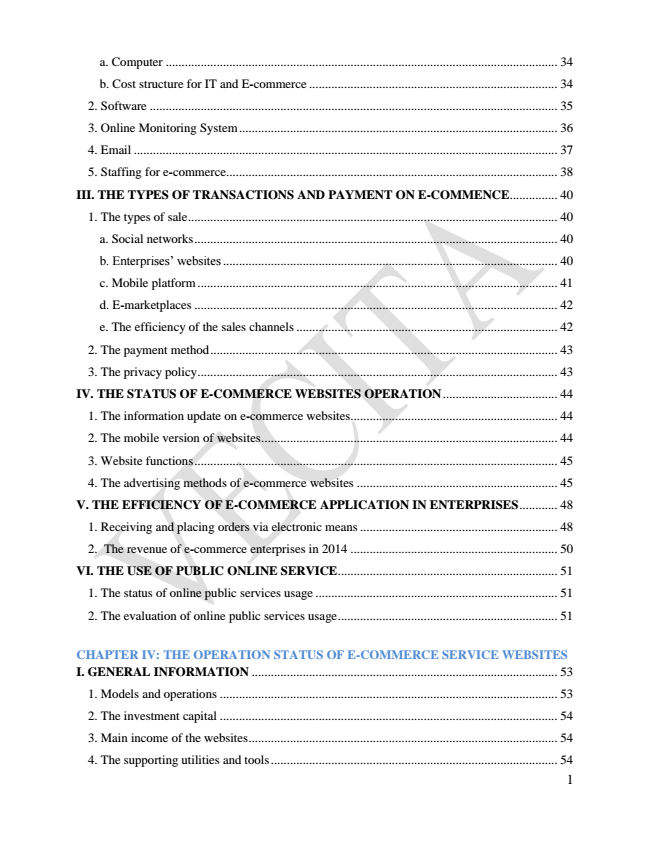 a. Computer ........................ 34
b. Cost structure for IT and E-commerce ........................ 34
2. Software ........................ 35
3. Online Monitoring System ........................ 36
4. Email ........................ 37
5. Staffing for e-commerce ........................ 38
III. THE TYPES OF TRANSACTIONS AND PAYMENT ON E-COMMENCE ........................ 40
1. The types of sale ........................ 40
a. Social networks ........................ 40
b. Enterprises' websites ........................ 40
c. Mobile platform ........................ 41
d. E-marketplaces ........................ 42
e. The efficiency of the sales channels ........................ 42
2. The payment method ........................ 43
3. The privacy policy ........................ 43
IV. THE STATUS OF E-COMMERCE WEBSITES OPERATION ........................ 44
1. The information update on e-commerce websites ........................ 44
2. The mobile version of websites ........................ 44
3. Website functions ........................ 45
4. The advertising methods of e-commerce websites ........................ 45
V. THE EFFICIENCY OF E-COMMERCE APPLICATION IN ENTERPRISES ........................ 48
1. Receiving and placing orders via electronic means ........................ 48
2. The revenue of e-commerce enterprises in 2014 ........................ 50
VI. THE USE OF PUBLIC ONLINE SERVICE ........................ 51
1. The status of online public services usage ........................ 51
2. The evaluation of online public services usage ........................ 51
CHAPTER IV: THE OPERATION STATUS OF E-COMMERCE SERVICE WEBSITES
I. GENERAL INFORMATION ........................ 53
1. Models and operations ........................ 53
2. The investment capital ........................ 54
3. Main income of the websites ........................ 54
4. The supporting utilities and tools ........................ 54
1
VECITA